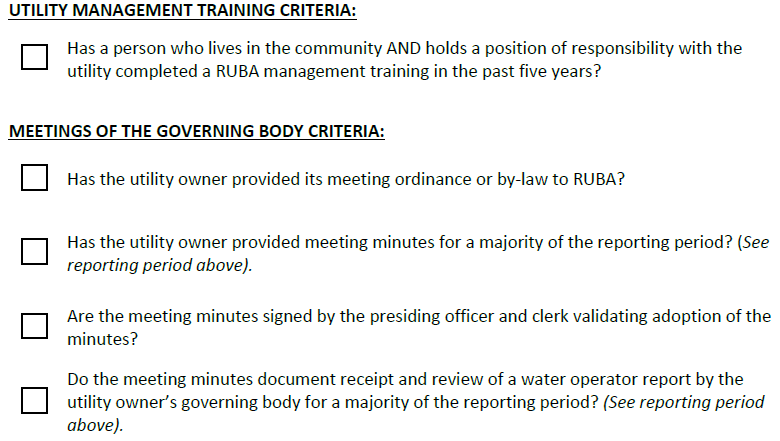 UTILITY MANAGEMENT TRAINING CRITERIA:
Has a person who lives in the community AND holds a position of responsibility with the
utility completed a RUBA management training in the past five years?
MEETINGS OF THE GOVERNING BODY CRITERIA:
Has the utility owner provided its meeting ordinance or by-law to RUBA?
Has the utility owner provided meeting minutes for a majority of the reporting period? (See
reporting period above).
Are the meeting minutes signed by the presiding officer and clerk validating adoption of the
minutes?
Do the meeting minutes document receipt and review of a water operator report by the
utility owner’s governing body for a majority of the reporting period? (See reporting period
above).